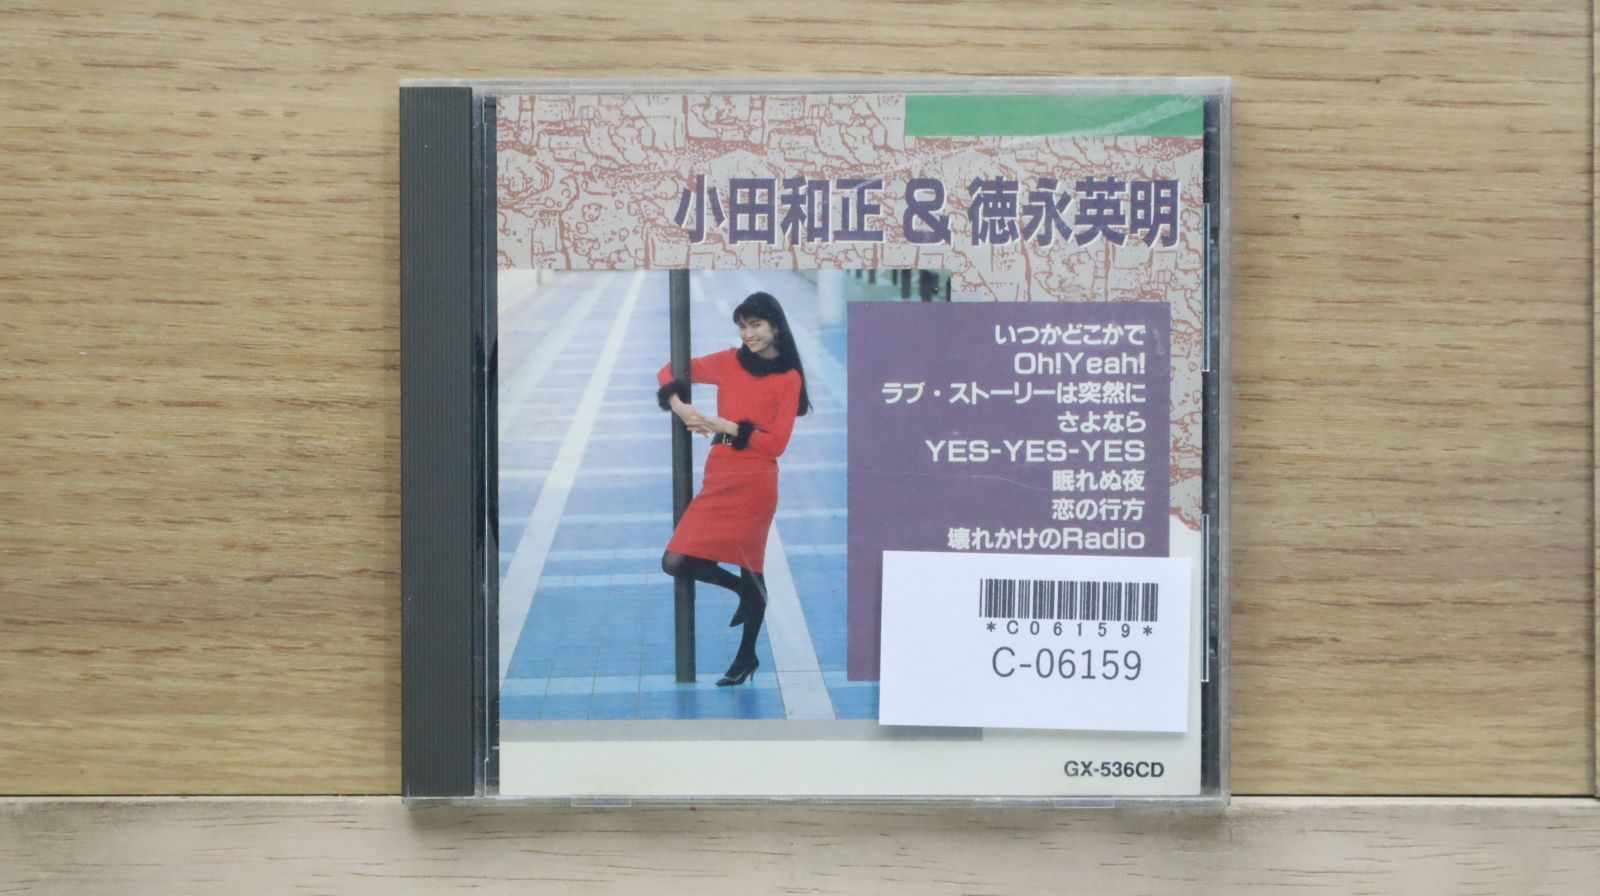 小田和正 & 徳永英明
いつかどこかで
Oh!Yeah!
ラブ・ストーリーは突然に
さよなら
YES-YES-YES
眠れぬ夜
恋の行方
壊れかけのRadio
*C06159*
C-06159
GX-536CD